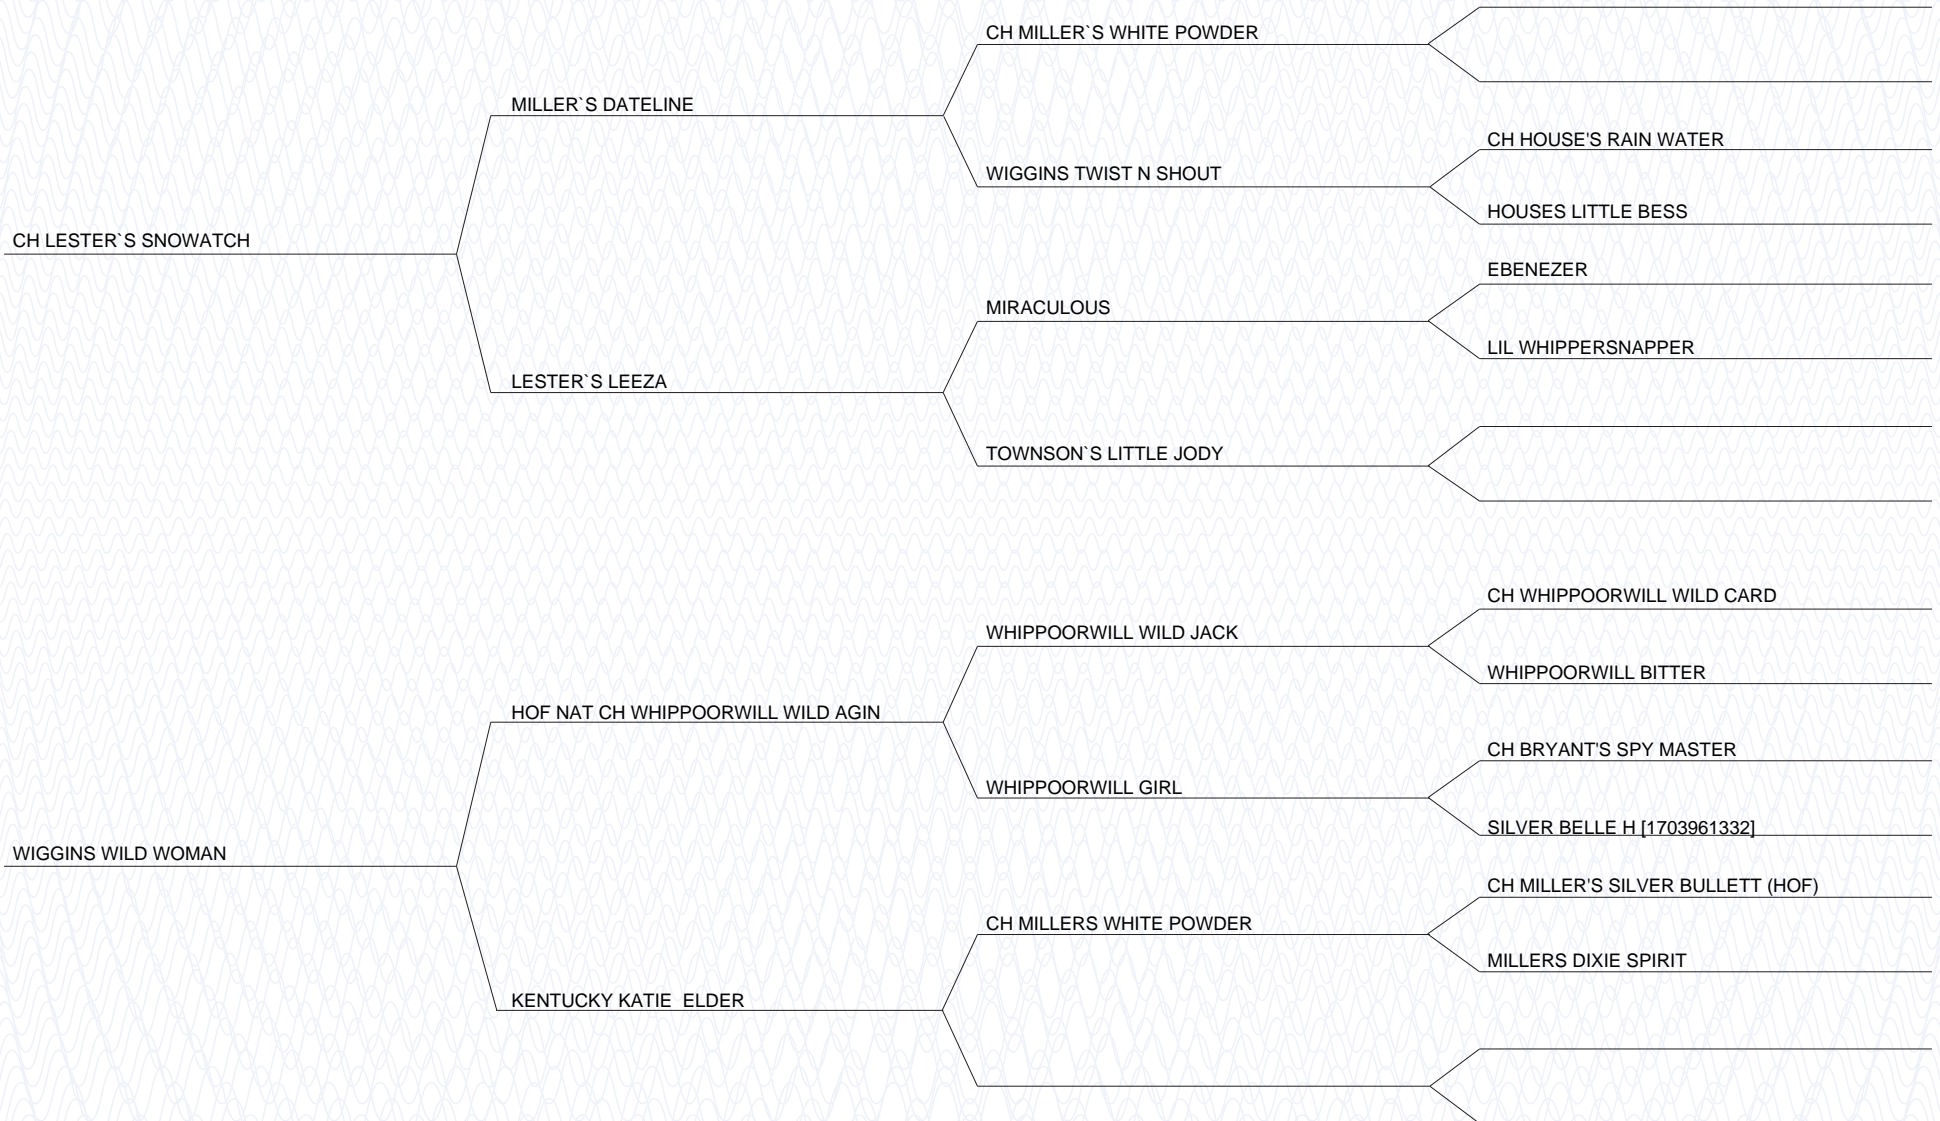 CH MILLER`S WHITE POWDER
MILLER`S DATELINE
CH HOUSE'S RAIN WATER
WIGGINS TWIST N SHOUT
HOUSES LITTLE BESS
CH LESTER`S SNOWATCH
EBENEZER
MIRACULOUS
LIL WHIPPERSNAPPER
LESTER`S LEEZA
TOWNSON`S LITTLE JODY
CH WHIPPOORWILL WILD CARD
WHIPPOORWILL WILD JACK
WHIPPOORWILL BITTER
HOF NAT CH WHIPPOORWILL WILD AGIN
CH BRYANT'S SPY MASTER
WHIPPOORWILL GIRL
SILVER BELLE H [1703961332]
WIGGINS WILD WOMAN
CH MILLER'S SILVER BULLETT (HOF)
CH MILLERS WHITE POWDER
MILLERS DIXIE SPIRIT
KENTUCKY KATIE  ELDER